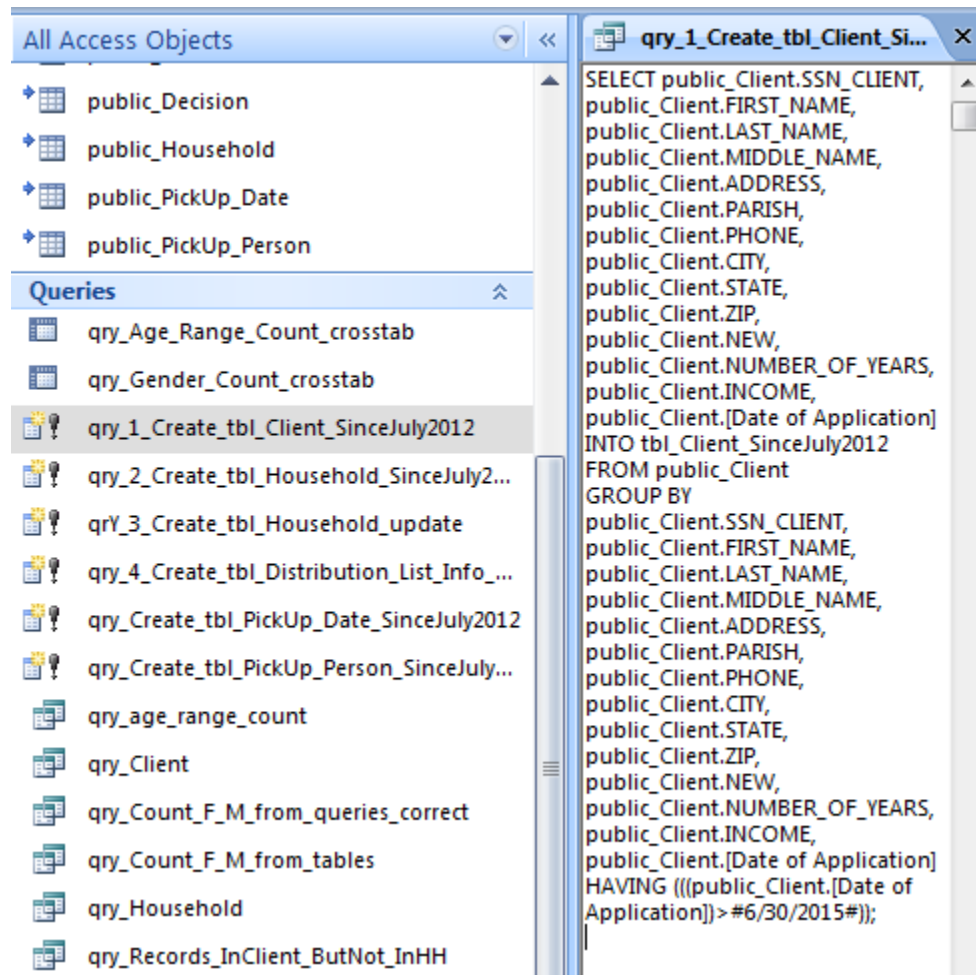 All Access Objects
public_Decision
public_Household
public_PickUp_Date
public_PickUp_Person
Queries
qry_Age_Range_Count_crosstab
qry_Gender_Count_crosstab
qry_1_Create_tbl_Client_SinceJuly2012
qry_2_Create_tbl_Household_SinceJuly2...
qrY_3_Create_tbl_Household_update
qry_4_Create_tbl_Distribution_List_Info_...
qry_Create_tbl_PickUp_Date_SinceJuly2012
qry_Create_tbl_PickUp_Person_SinceJuly...
qry_age_range_count
qry_Client
qry_Count_F_M_from_queries_correct
qry_Count_F_M_from_tables
qry_Household
qry_Records_InClient_ButNot_InHH
qry_1_Create_tbl_Client_Si...
SELECT public_Client.SSN_CLIENT,
public_Client.FIRST_NAME,
public_Client.LAST_NAME,
public_Client.MIDDLE_NAME,
public_Client.ADDRESS,
public_Client.PARISH,
public_Client.PHONE,
public_Client.CITY,
public_Client.STATE,
public_Client.ZIP,
public_Client.NEW,
public_Client.NUMBER_OF_YEARS,
public_Client.INCOME,
public_Client.[Date of Application]
INTO tbl_Client_SinceJuly2012
FROM public_Client
GROUP BY
public_Client.SSN_CLIENT,
public_Client.FIRST_NAME,
public_Client.LAST_NAME,
public_Client.MIDDLE_NAME,
public_Client.ADDRESS,
public_Client.PARISH,
public_Client.PHONE,
public_Client.CITY,
public_Client.STATE,
public_Client.ZIP,
public_Client.NEW,
public_Client.NUMBER_OF_YEARS,
public_Client.INCOME,
public_Client.[Date of Application]
HAVING (((public_Client.[Date of
Application])>#6/30/2015#));